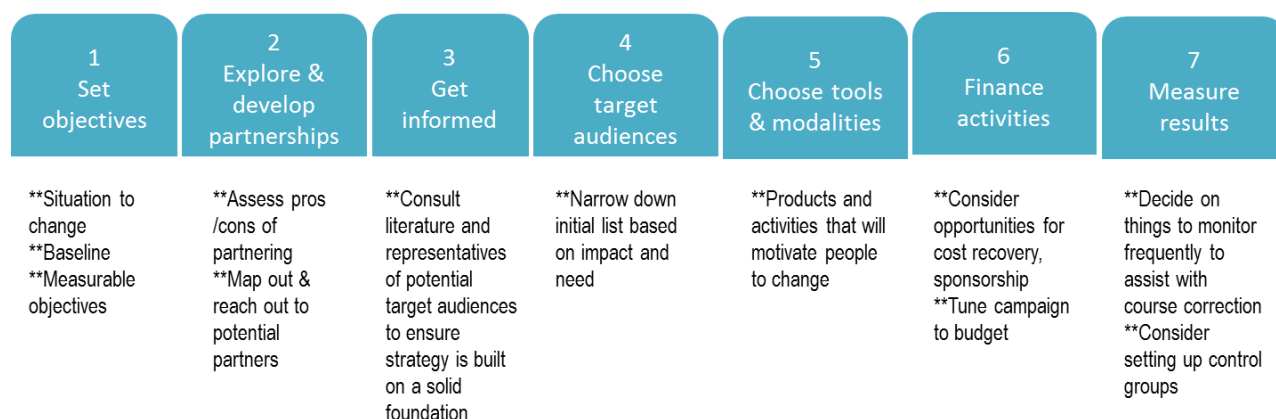 1
Set
objectives
2
Explore &
develop
partnerships
3
Get
informed
4
Choose
target
audiences
5
Choose tools
& modalities
6
Finance
activities
7
Measure
results
**Situation to
change
**Baseline
**Measurable
objectives
**Assess pros
/cons of
partnering
**Map out &
reach out to
potential
partners
**Consult
literature and
representatives
of potential
target audiences
to ensure
strategy is built
on a solid
foundation
**Narrow down
initial list based
on impact and
need
**Products and
activities that will
motivate people
to change
**Consider
opportunities for
cost recovery,
sponsorship
**Tune campaign
to budget
**Decide on
things to monitor
frequently to
assist with
course correction
**Consider
setting up control
groups